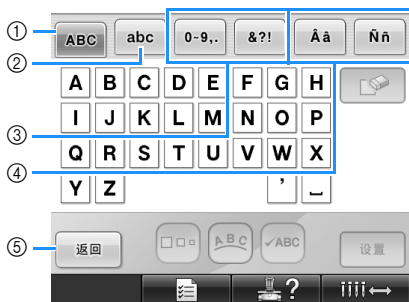 ① ABC abc 0~9,. &?! Ââ Ññ
②
A B C D E F G H
I J K L M N O P
③
Q R S T U V W X
④
Y Z ' ⌴
⑤ 返回 ABC ✓ABC 设置
?